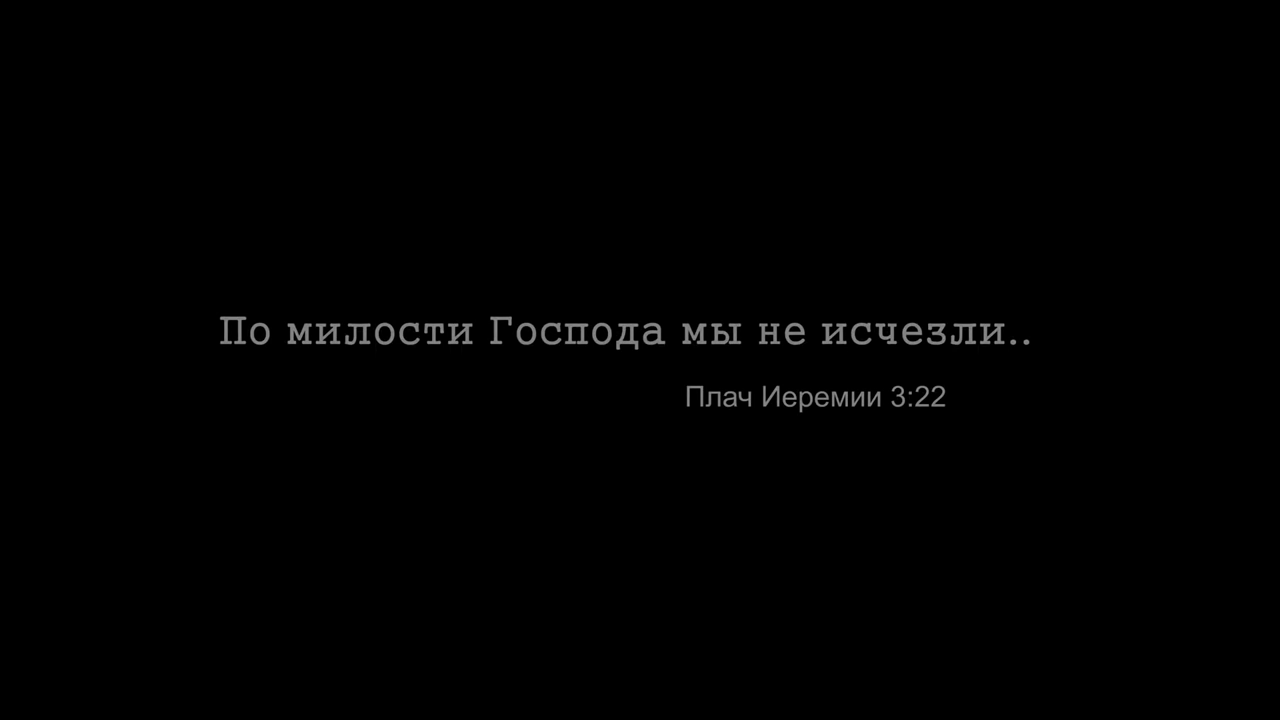 По милости Господа мы не исчезли..
Плач Иеремии 3:22